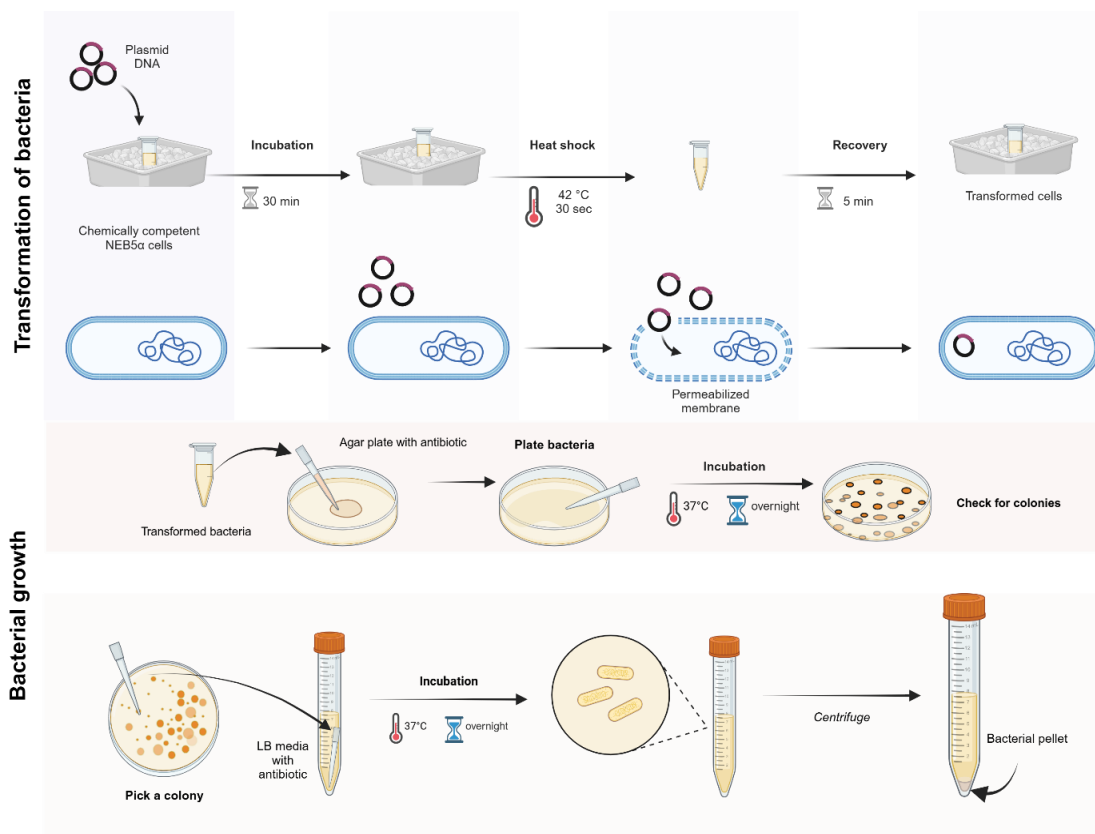 Transformation of bacteria
Plasmid
DNA
Incubation
30 min
Heat shock
42 °C
30 sec
Recovery
5 min
Chemically competent
NEB5α cells
Transformed cells
Permeabilized
membrane
Bacterial growth
Transformed bacteria
Agar plate with antibiotic
Plate bacteria
Incubation
37°C
overnight
Check for colonies
Pick a colony
LB media
with
antibiotic
Incubation
37°C
overnight
Centrifuge
Bacterial pellet